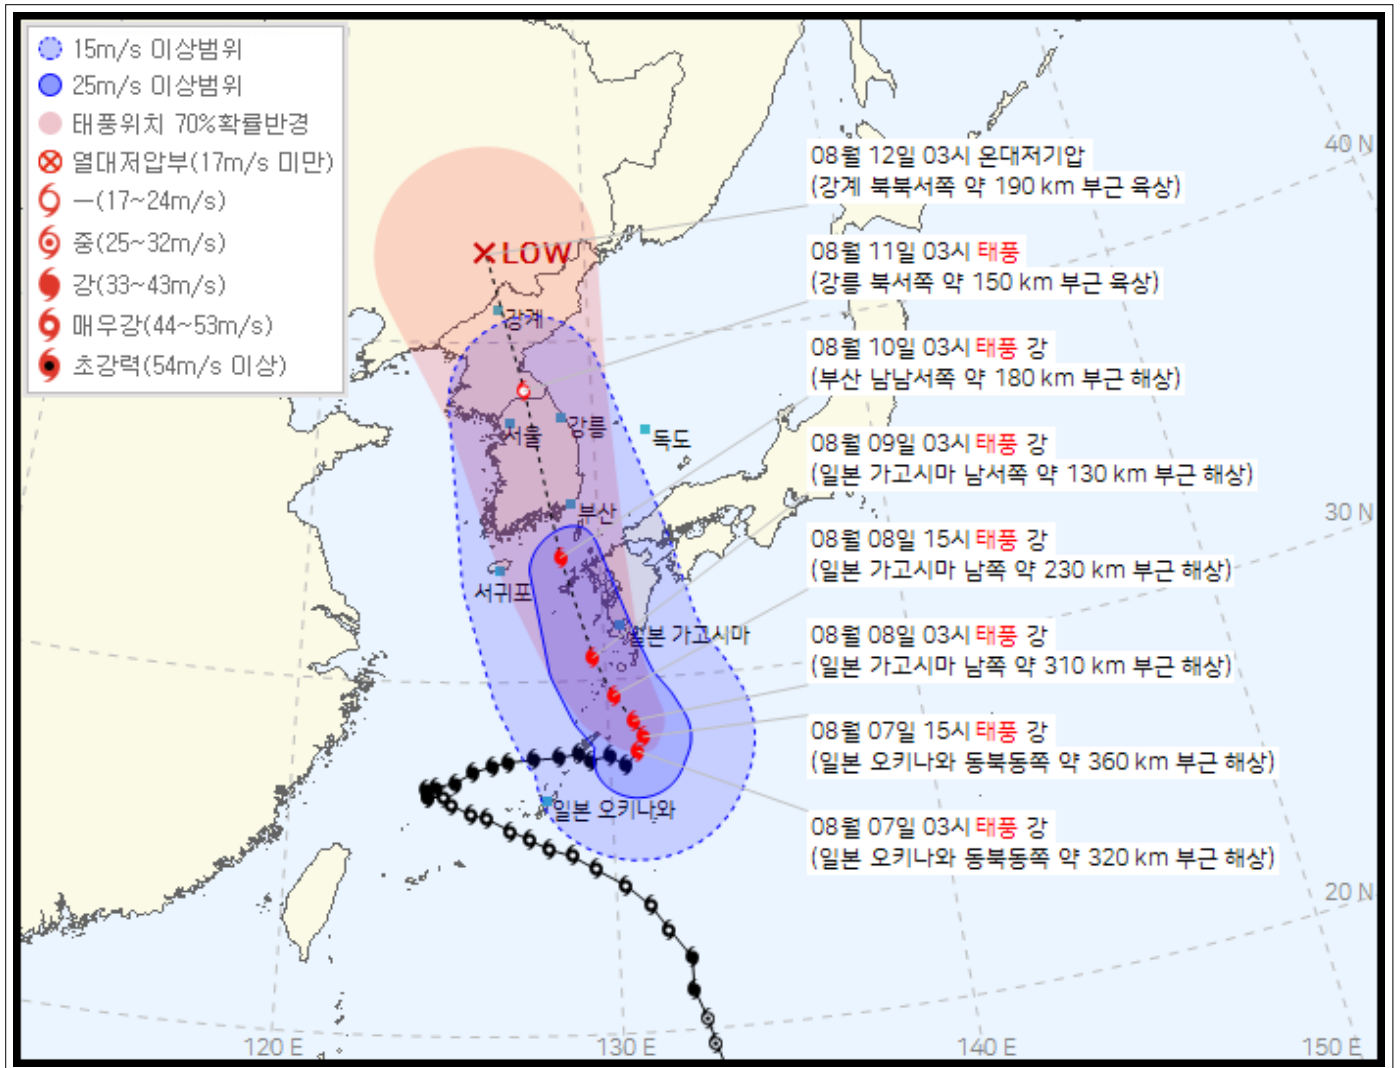 15m/s 이상범위
25m/s 이상범위
태풍위치 70%확률반경
열대저압부(17m/s 미만)
―(17~24m/s)
중(25~32m/s)
강(33~43m/s)
매우강(44~53m/s)
초강력(54m/s 이상)
08월 12일 03시 온대저기압
(강계 북북서쪽 약 190 km 부근 육상)
08월 11일 03시 태풍
(강릉 북서쪽 약 150 km 부근 육상)
08월 10일 03시 태풍 강
(부산 남남서쪽 약 180 km 부근 해상)
08월 09일 03시 태풍 강
(일본 가고시마 남서쪽 약 130 km 부근 해상)
08월 08일 15시 태풍 강
(일본 가고시마 남쪽 약 230 km 부근 해상)
08월 08일 03시 태풍 강
(일본 가고시마 남쪽 약 310 km 부근 해상)
08월 07일 15시 태풍 강
(일본 오키나와 동북동쪽 약 360 km 부근 해상)
08월 07일 03시 태풍 강
(일본 오키나와 동북동쪽 약 320 km 부근 해상)
LOW
강계
서울
강릉
독도
부산
서귀포
일본 가고시마
일본 오키나와
40 N
30 N
20 N
120 E
130 E
140 E
150 E